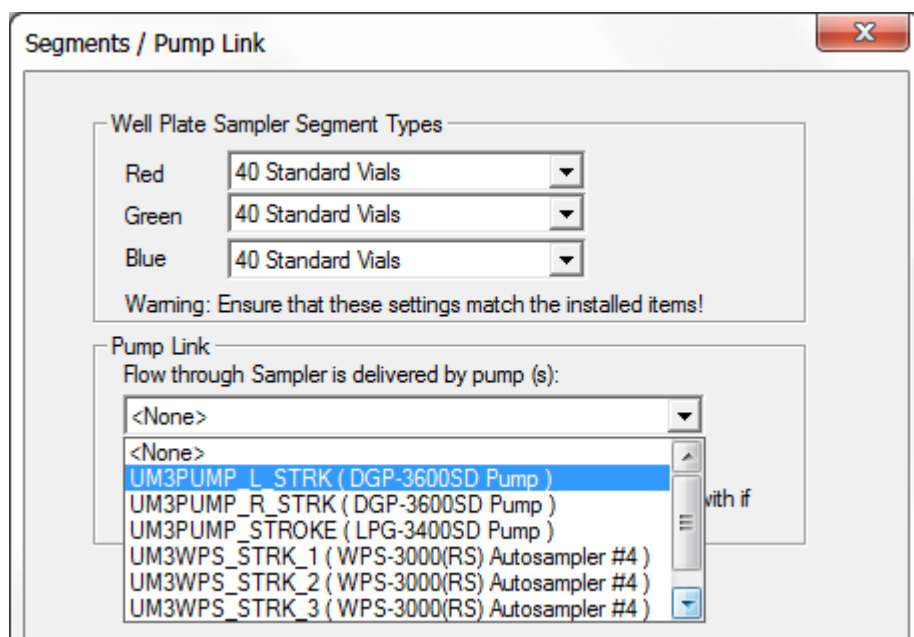 Segments / Pump Link
Well Plate Sampler Segment Types
Red 40 Standard Vials
Green 40 Standard Vials
Blue 40 Standard Vials
Warning: Ensure that these settings match the installed items!
Pump Link
Flow through Sampler is delivered by pump (s):
<None>
<None>
UM3PUMP_L_STRK ( DGP-3600SD Pump )
UM3PUMP_R_STRK ( DGP-3600SD Pump )
with if
UM3PUMP_STROKE ( LPG-3400SD Pump )
UM3WPS_STRK_1 ( WPS-3000(RS) Autosampler #4 )
UM3WPS_STRK_2 ( WPS-3000(RS) Autosampler #4 )
UM3WPS_STRK_3 ( WPS-3000(RS) Autosampler #4 )